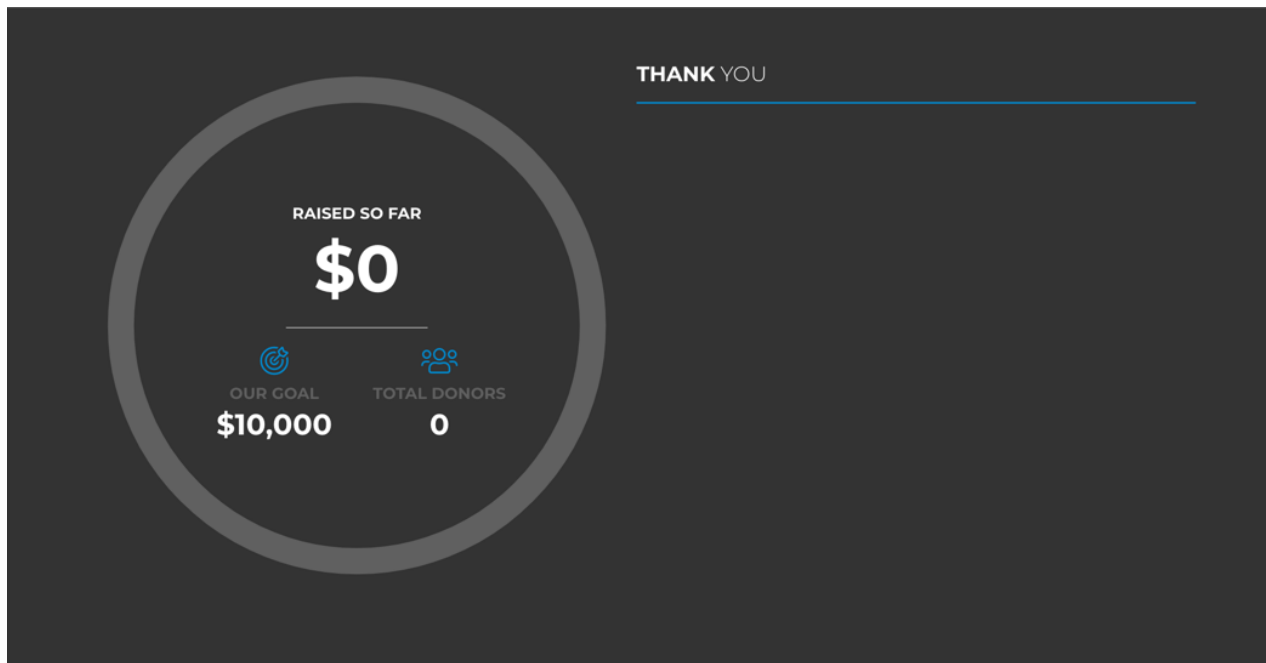 THANK YOU
RAISED SO FAR
$0
OUR GOAL
$10,000
TOTAL DONORS
0